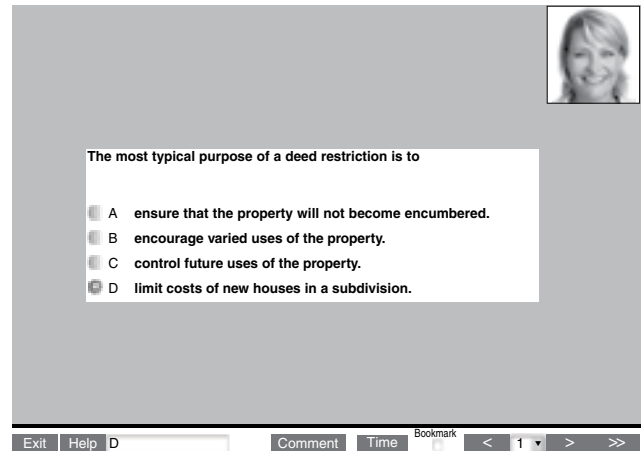 The most typical purpose of a deed restriction is to
A ensure that the property will not become encumbered.
B encourage varied uses of the property.
C control future uses of the property.
D limit costs of new houses in a subdivision.
Exit Help D Comment Time Bookmark < 1 > >>